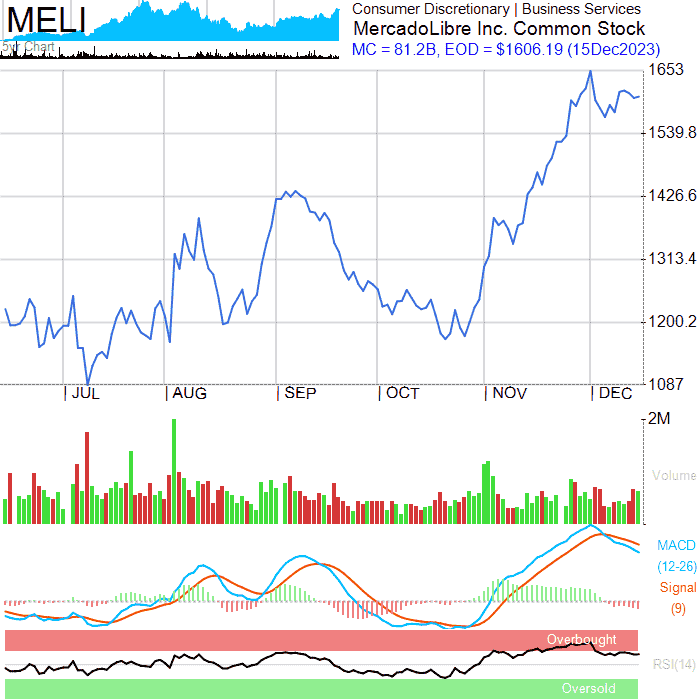 MELI
5yr Chart
Consumer Discretionary | Business Services
MercadoLibre Inc. Common Stock
MC = 81.2B, EOD = $1606.19 (15Dec2023)
1653
1539.8
1426.6
1313.4
1200.2
1087
JUL AUG SEP OCT NOV DEC
2M
Volume
MACD
(12-26)
Signal
(9)
Overbought
RSI(14)
Oversold